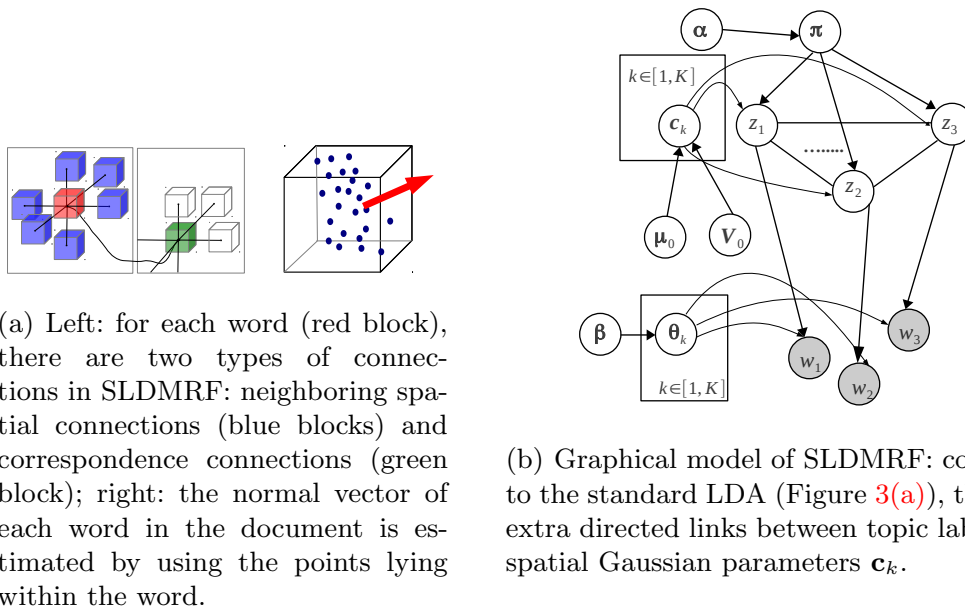 α
π
k∈[1, K]
c_k
z_1
z_3
........
z_2
μ_0
V_0
β
θ_k
w_3
w_1
k∈[1, K]
w_2
(a) Left: for each word (red block),
there are two types of connec-
tions in SLDMRF: neighboring spa-
tial connections (blue blocks) and
correspondence connections (green
block); right: the normal vector of
each word in the document is es-
timated by using the points lying
within the word.
(b) Graphical model of SLDMRF: co
to the standard LDA (Figure 3(a)), t
extra directed links between topic lab
spatial Gaussian parameters c_k.